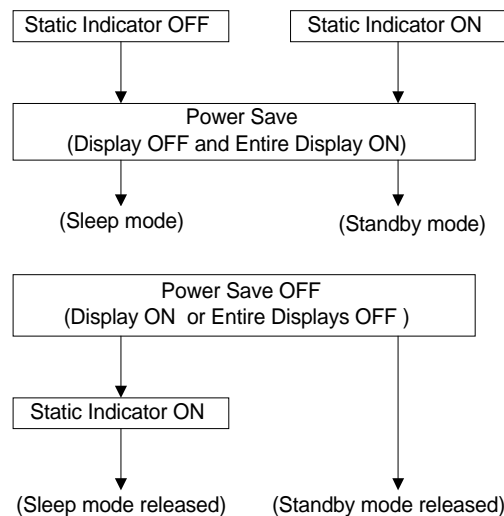 Static Indicator OFF
Static Indicator ON
Power Save
(Display OFF and Entire Display ON)
(Sleep mode)
(Standby mode)
Power Save OFF
(Display ON or Entire Displays OFF )
Static Indicator ON
(Sleep mode released)
(Standby mode released)